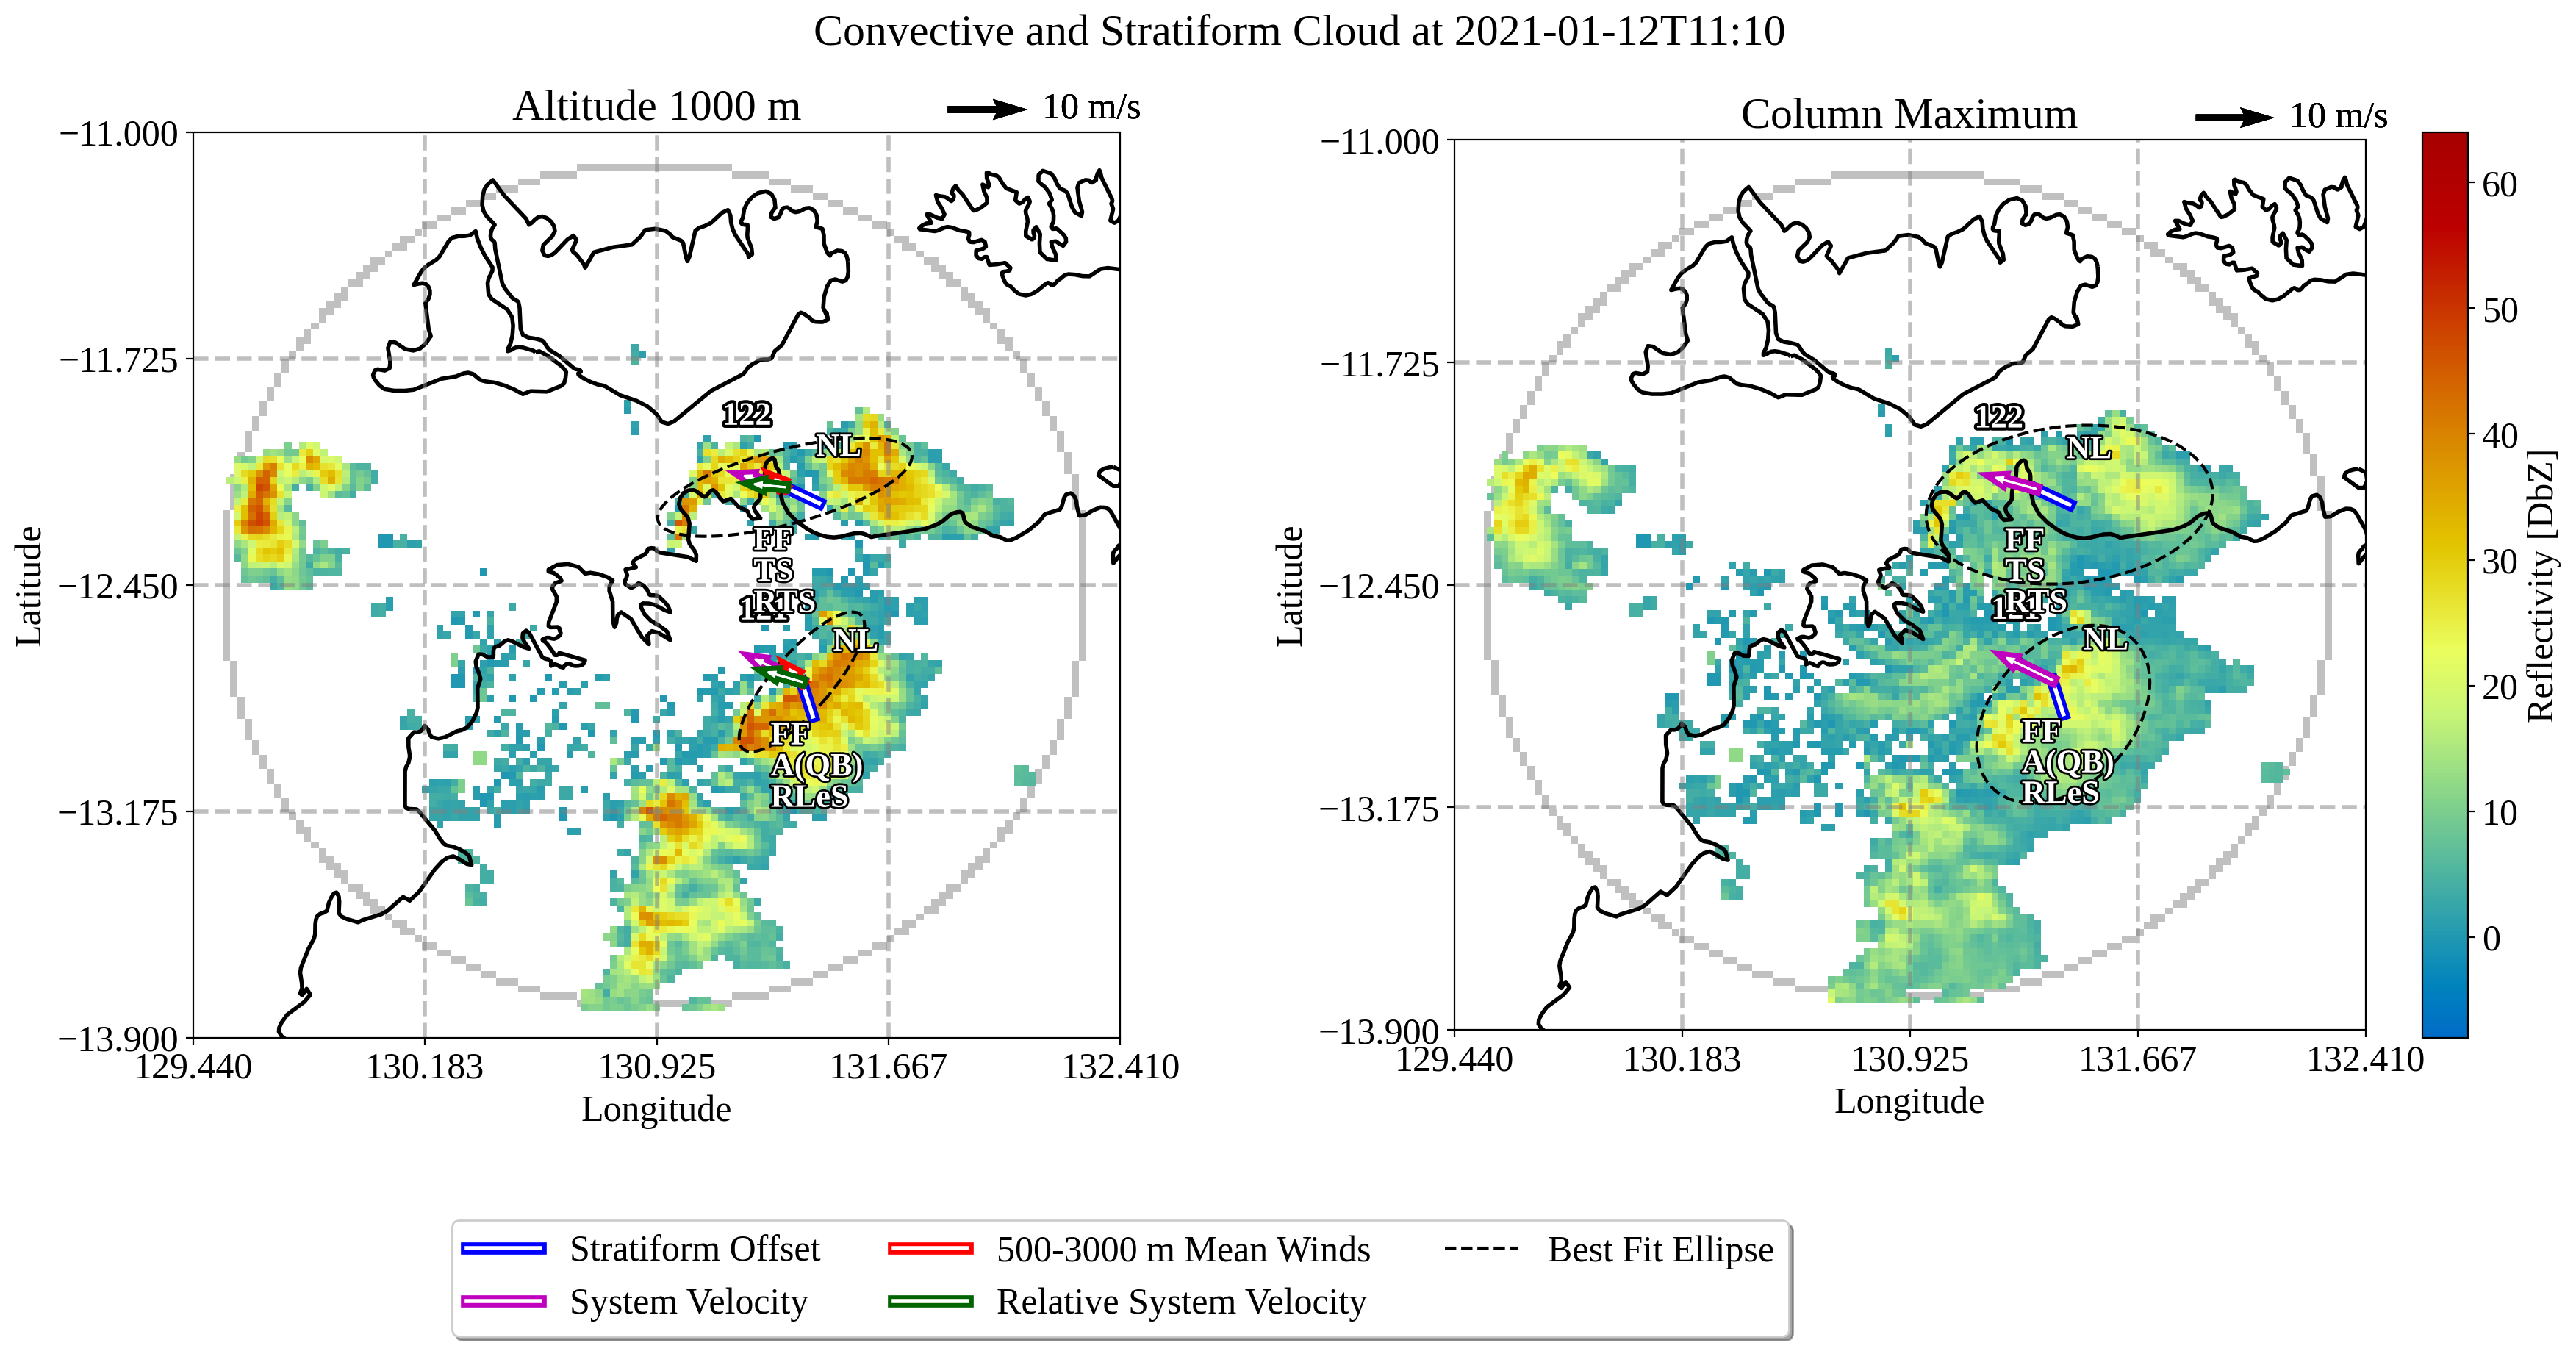 Convective and Stratiform Cloud at 2021-01-12T11:10
Altitude 1000 m
10 m/s
−11.000
−11.725
−12.450
−13.175
−13.900
129.440
130.183
130.925
131.667
132.410
Latitude
Longitude
122
NL
FF
TS
RTS
NL
FF
A(QB)
RLeS
Column Maximum
10 m/s
−11.000
−11.725
−12.450
−13.175
−13.900
129.440
130.183
130.925
131.667
132.410
Latitude
Longitude
122
NL
FF
TS
RTS
NL
FF
A(QB)
RLeS
60
50
40
30
20
10
0
Reflectivity [DbZ]
Stratiform Offset
System Velocity
500-3000 m Mean Winds
Relative System Velocity
Best Fit Ellipse